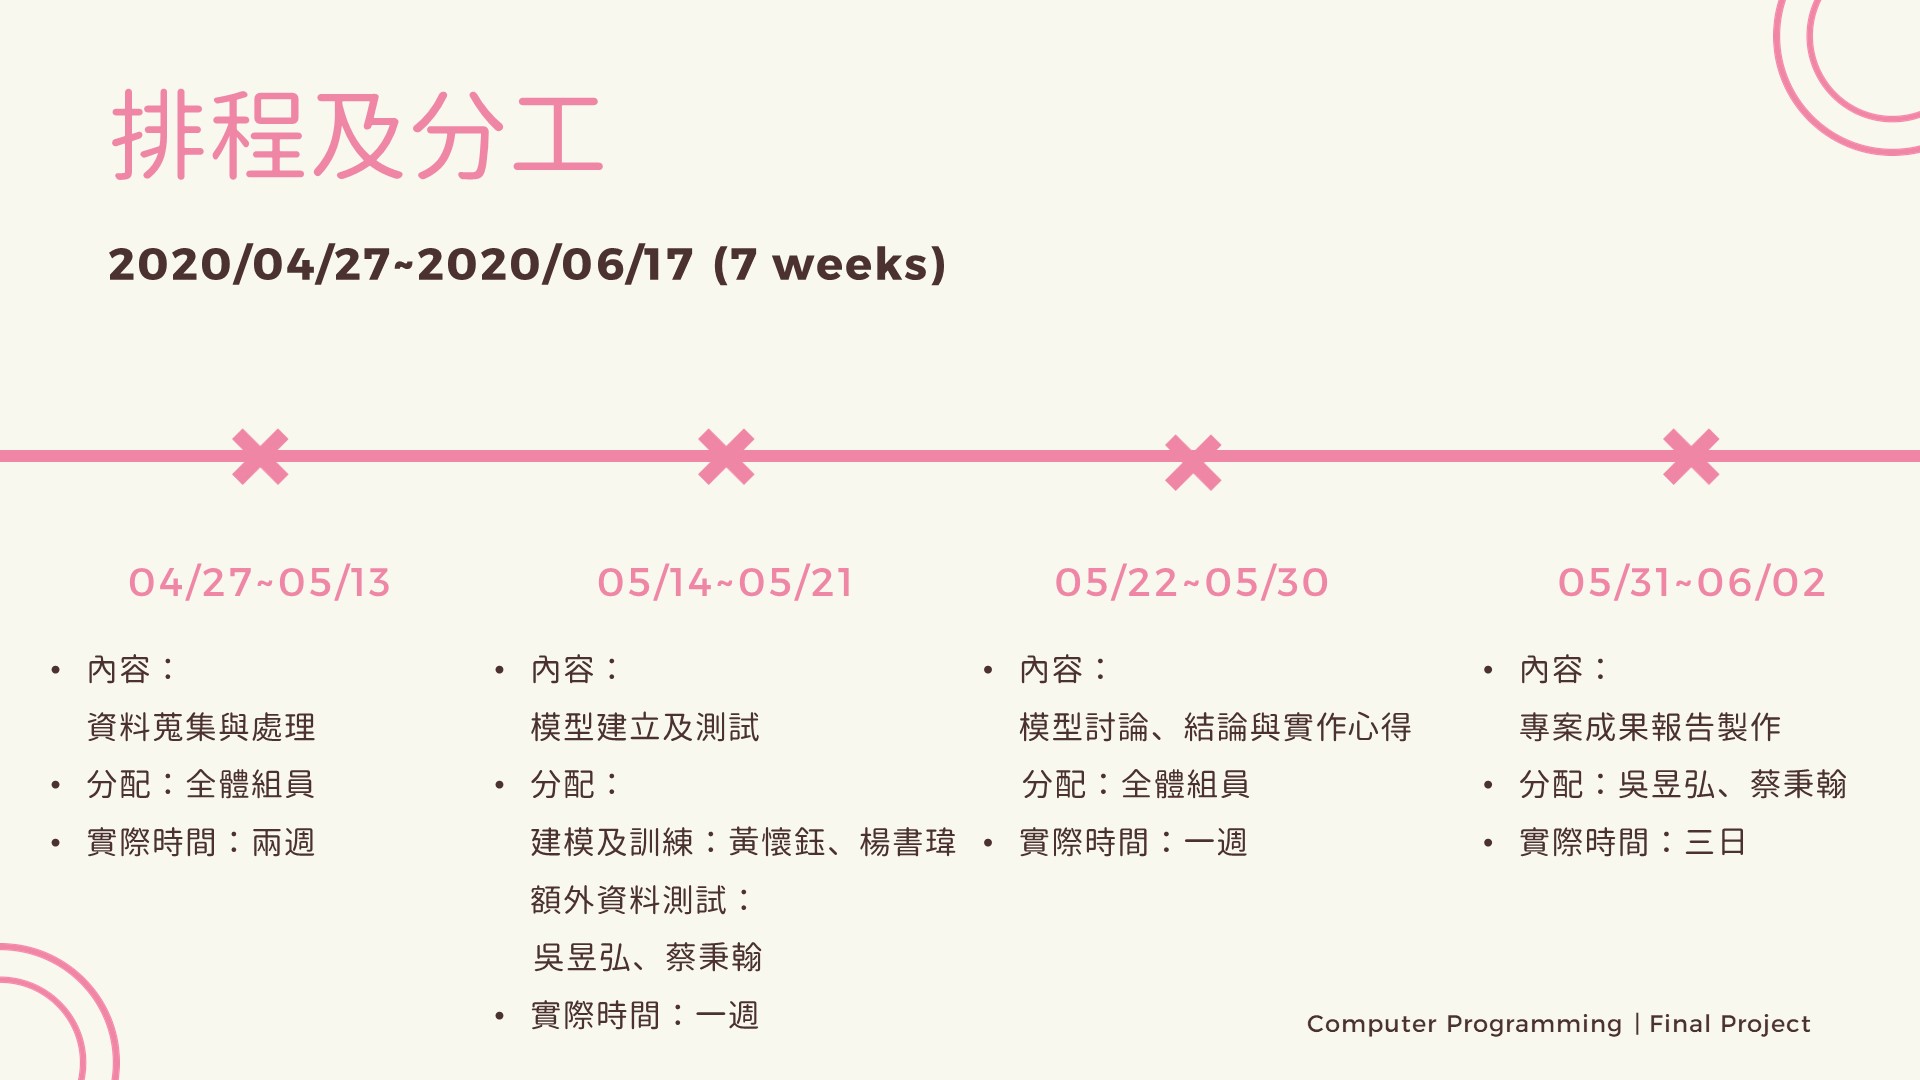 排程及分工
2020/04/27~2020/06/17 (7 weeks)
04/27~05/13
• 內容：
資料蒐集與處理
• 分配：全體組員
• 實際時間：兩週
05/14~05/21
• 內容：
模型建立及測試
• 分配：
建模及訓練：黃懷鈺、楊書瑋
額外資料測試：
吳昱弘、蔡秉翰
• 實際時間：一週
05/22~05/30
• 內容：
模型討論、結論與實作心得
分配：全體組員
• 實際時間：一週
05/31~06/02
• 內容：
專案成果報告製作
• 分配：吳昱弘、蔡秉翰
• 實際時間：三日
Computer Programming | Final Project